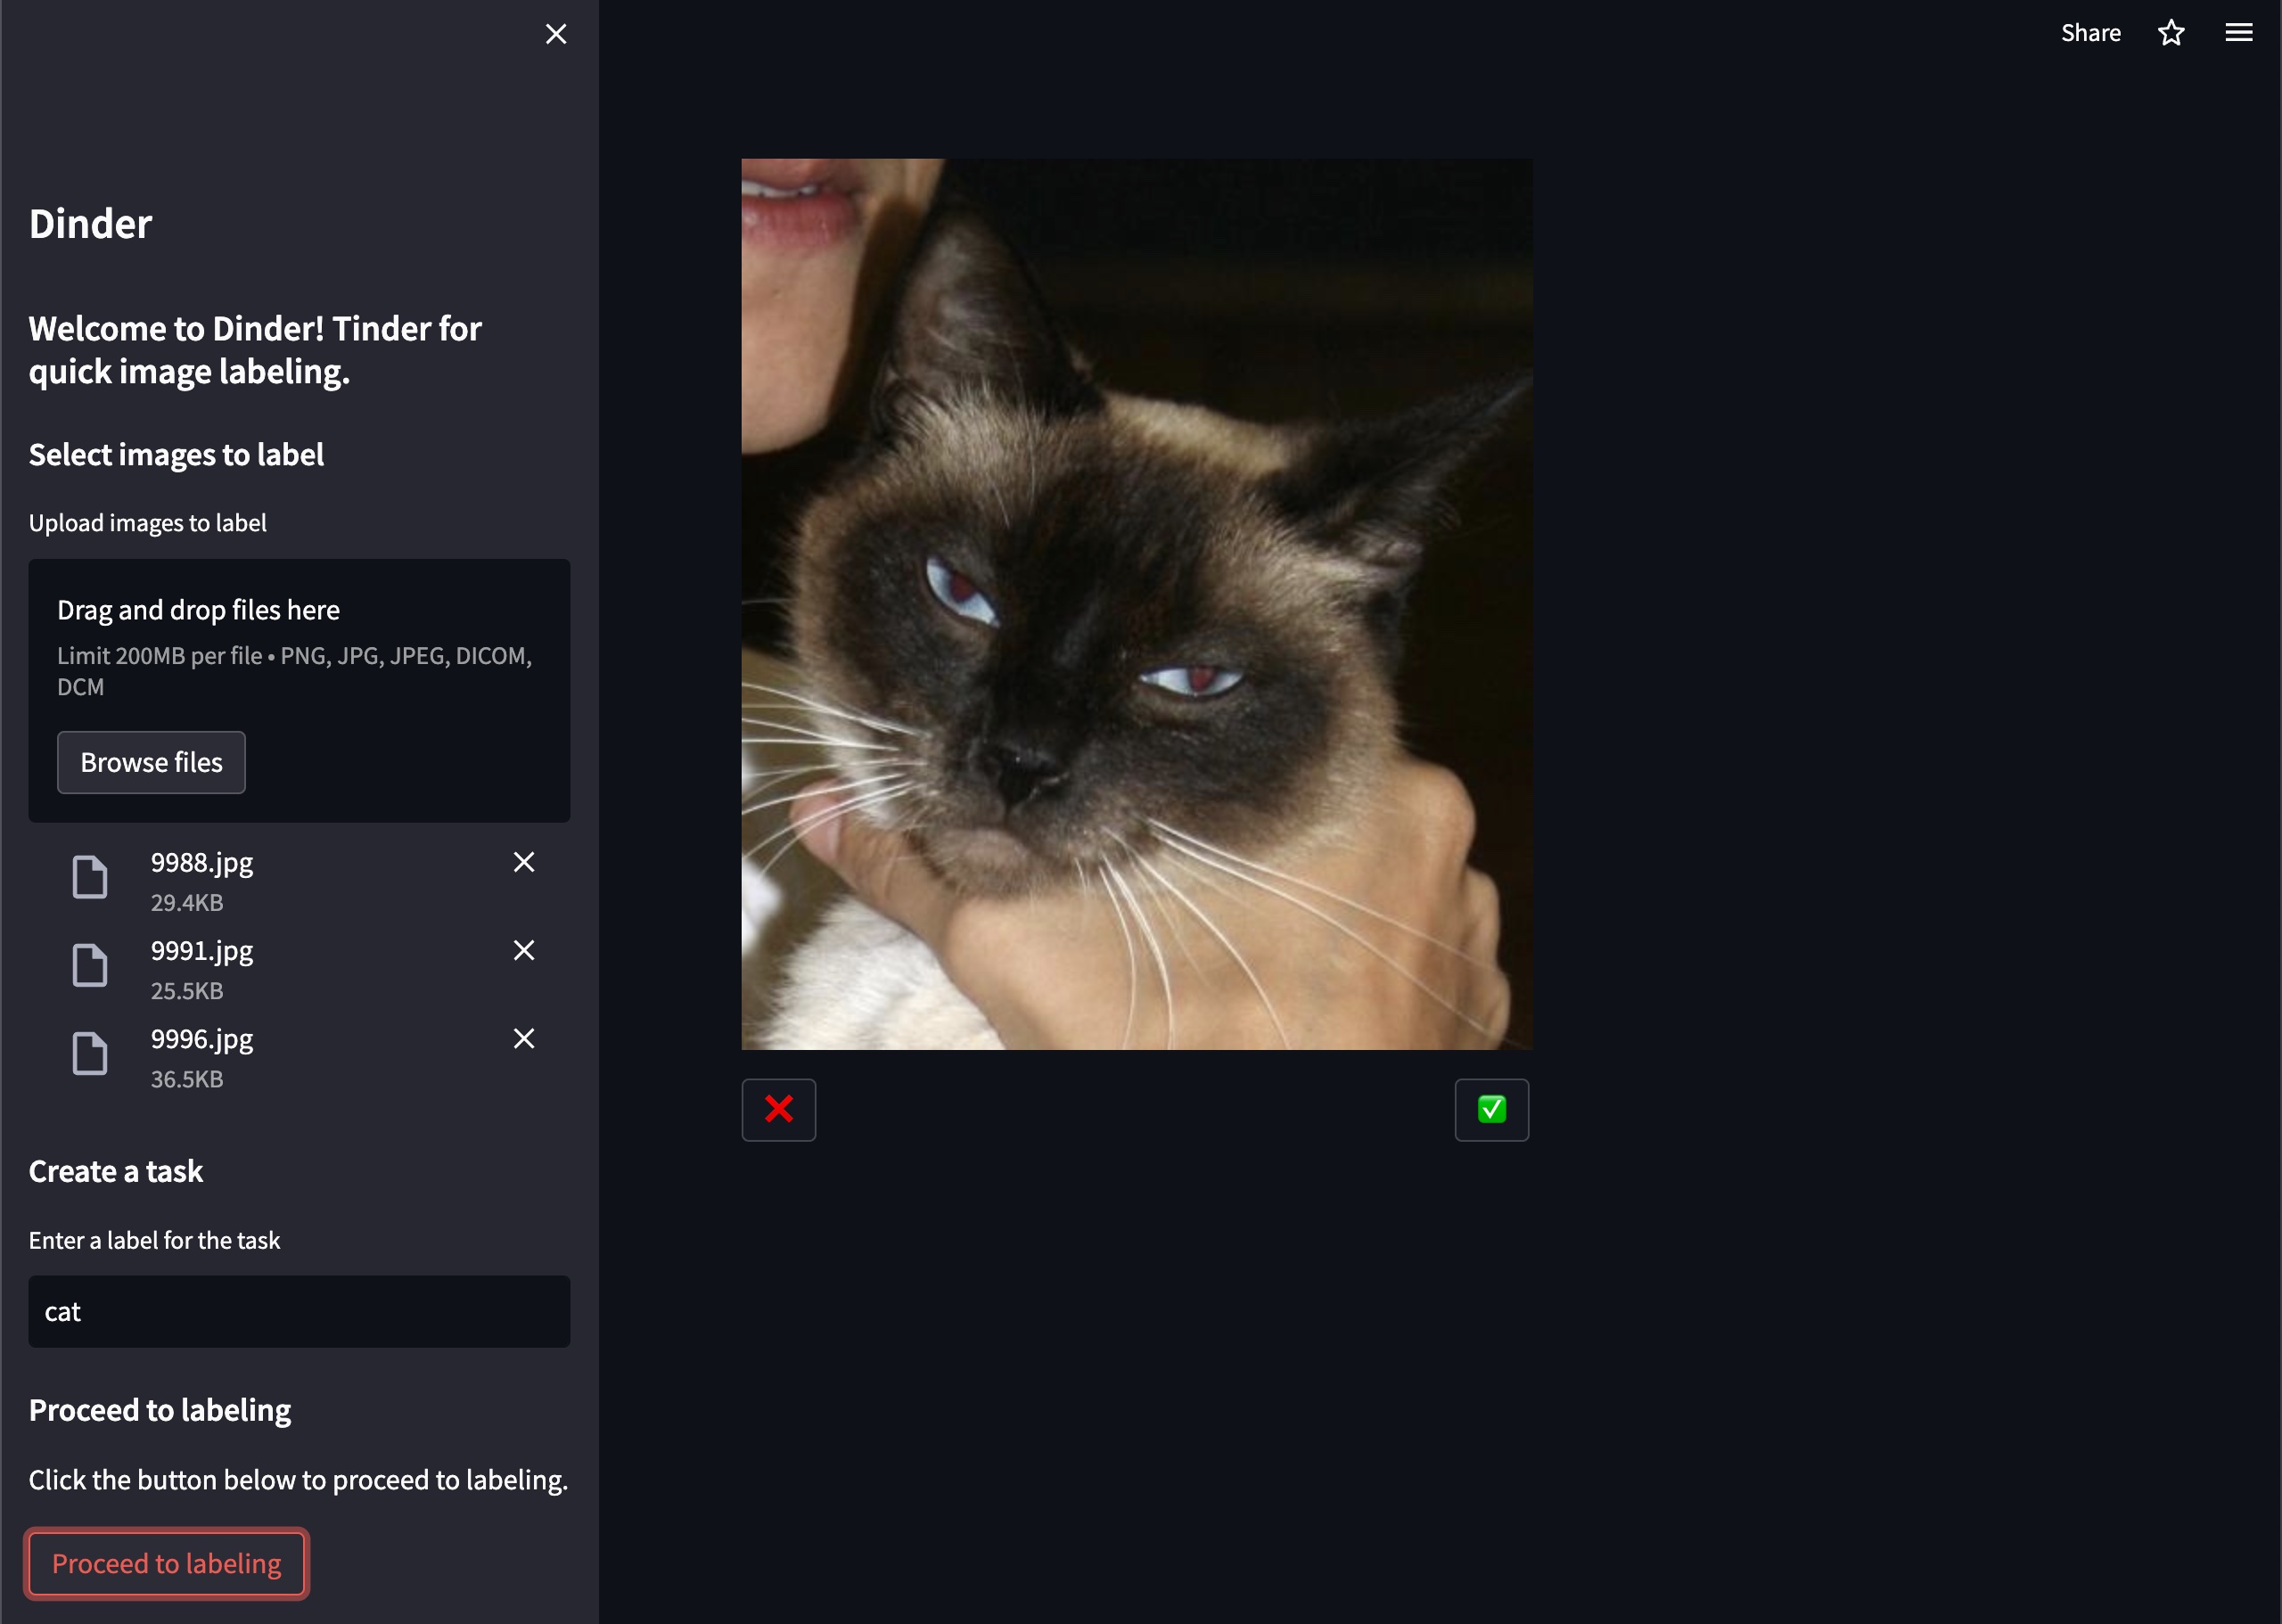 Share
Dinder
Welcome to Dinder! Tinder for
quick image labeling.
Select images to label
Upload images to label
Drag and drop files here
Limit 200MB per file • PNG, JPG, JPEG, DICOM,
DCM
Browse files
9988.jpg
29.4KB
9991.jpg
25.5KB
9996.jpg
36.5KB
Create a task
Enter a label for the task
cat
Proceed to labeling
Click the button below to proceed to labeling.
Proceed to labeling